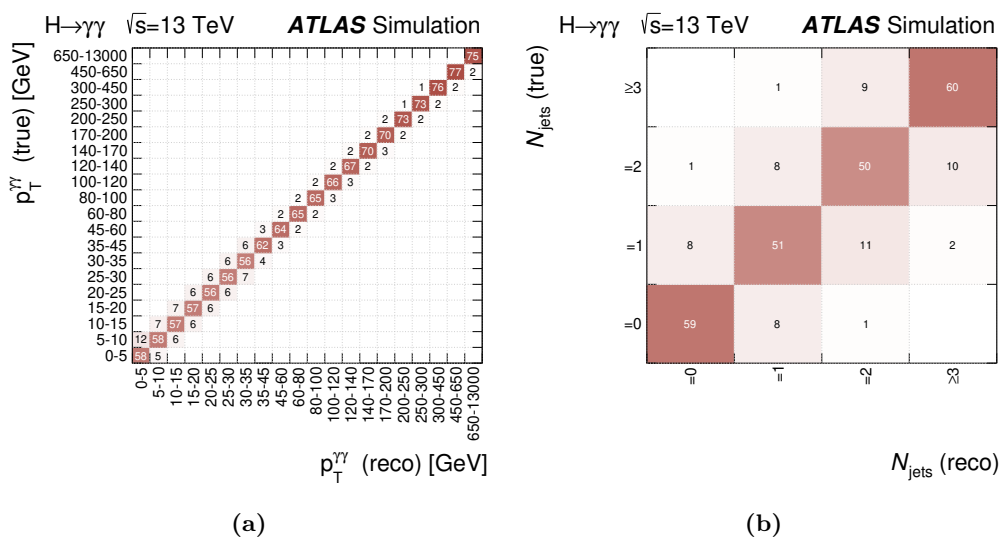 H→γγ √s=13 TeV ATLAS Simulation
p_T^γγ (true) [GeV]
650-13000 75
450-650 77 2
300-450 1 76 2
250-300 1 73 2
200-250 2 73 2
170-200 2 70 2
140-170 2 70 3
120-140 2 67 2
100-120 2 66 3
80-100 2 65 3
60-80 2 65 2
45-60 3 64 2
35-45 6 62 3
30-35 6 56 4
25-30 6 56 7
20-25 6 56 6
15-20 7 57 6
10-15 7 57 6
5-10 12 58 6
0-5 58 5
0-5 5-10 10-15 15-20 20-25 25-30 30-35 35-45 45-60 60-80 80-100 100-120 120-140 140-170 170-200 200-250 250-300 300-450 450-650 650-13000
p_T^γγ (reco) [GeV]
(a)
H→γγ √s=13 TeV ATLAS Simulation
N_jets (true)
≥3 1 9 60
=2 1 8 50 10
=1 8 51 11 2
=0 59 8 1
=0 =1 =2 ≥3
N_jets (reco)
(b)